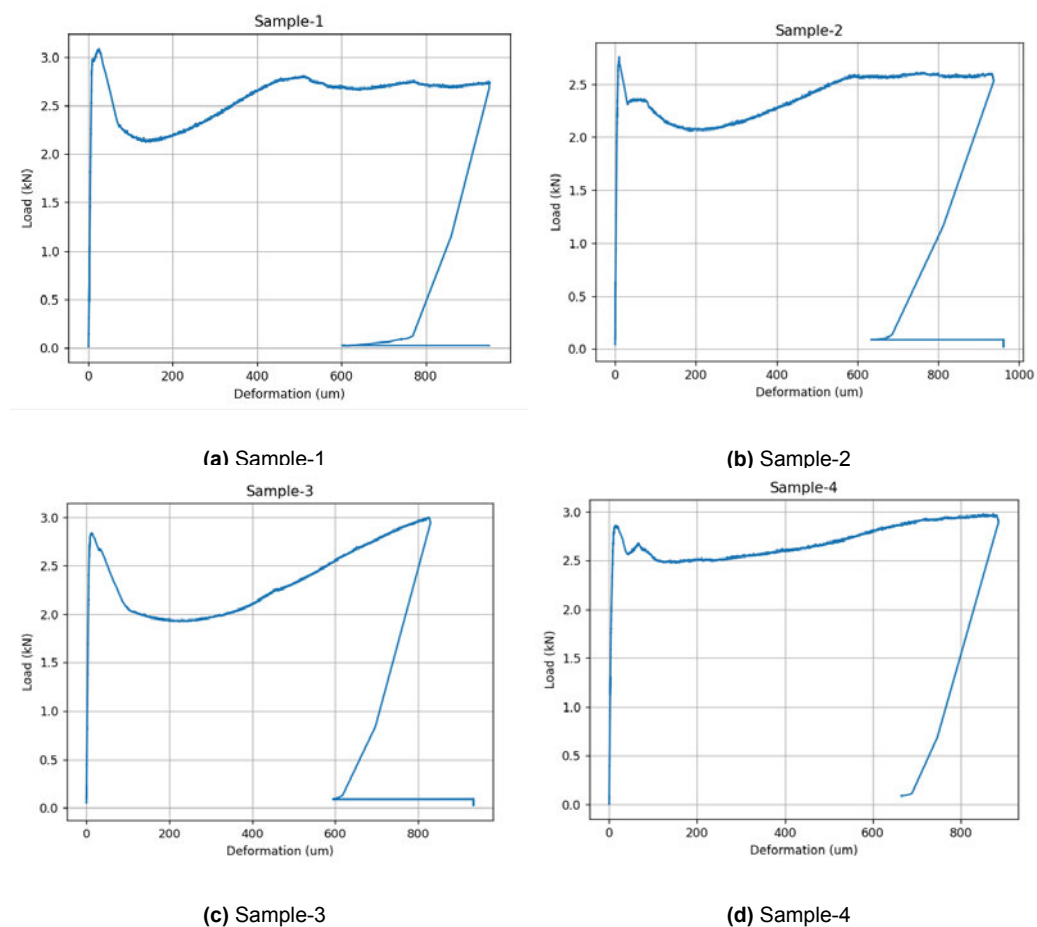 Sample-1
3.0
2.5
2.0
1.5
1.0
0.5
0.0
Load (kN)
0 200 400 600 800
Deformation (um)
(a) Sample-1
Sample-2
2.5
2.0
1.5
1.0
0.5
0.0
Load (kN)
0 200 400 600 800 1000
Deformation (um)
(b) Sample-2
Sample-3
3.0
2.5
2.0
1.5
1.0
0.5
0.0
Load (kN)
0 200 400 600 800
Deformation (um)
(c) Sample-3
Sample-4
3.0
2.5
2.0
1.5
1.0
0.5
0.0
Load (kN)
0 200 400 600 800
Deformation (um)
(d) Sample-4